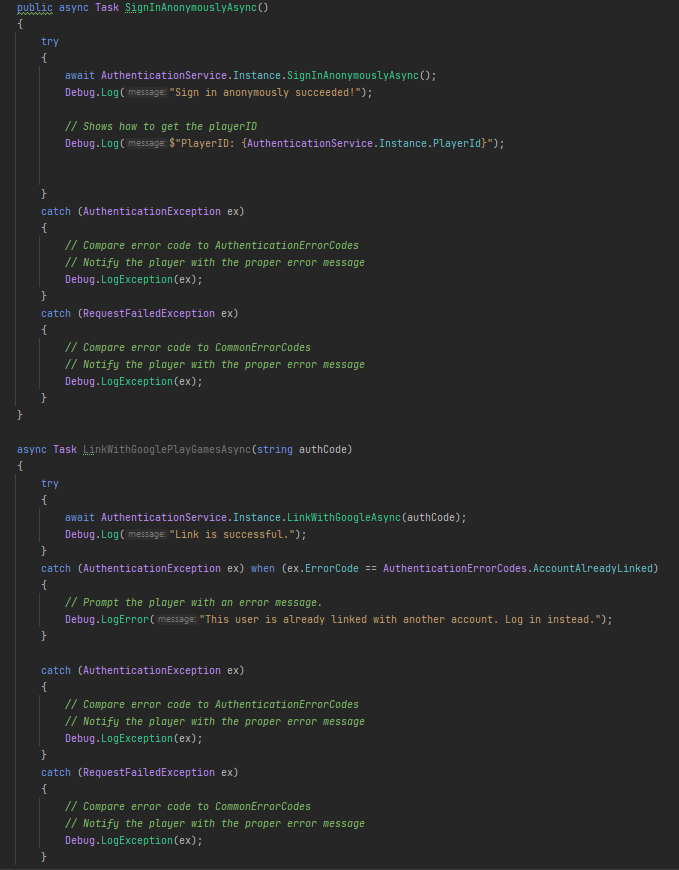 public async Task SignInAnonymouslyAsync()
{
    try
    {
        await AuthenticationService.Instance.SignInAnonymouslyAsync();
        Debug.Log( message: "Sign in anonymously succeeded!");

        // Shows how to get the playerID
        Debug.Log( message: $"PlayerID: {AuthenticationService.Instance.PlayerId}");


    }
    catch (AuthenticationException ex)
    {
        // Compare error code to AuthenticationErrorCodes
        // Notify the player with the proper error message
        Debug.LogException(ex);
    }
    catch (RequestFailedException ex)
    {
        // Compare error code to CommonErrorCodes
        // Notify the player with the proper error message
        Debug.LogException(ex);
    }
}

async Task LinkWithGooglePlayGamesAsync(string authCode)
{
    try
    {
        await AuthenticationService.Instance.LinkWithGoogleAsync(authCode);
        Debug.Log( message: "Link is successful.");
    }
    catch (AuthenticationException ex) when (ex.ErrorCode == AuthenticationErrorCodes.AccountAlreadyLinked)
    {
        // Prompt the player with an error message.
        Debug.LogError( message: "This user is already linked with another account. Log in instead.");
    }

    catch (AuthenticationException ex)
    {
        // Compare error code to AuthenticationErrorCodes
        // Notify the player with the proper error message
        Debug.LogException(ex);
    }
    catch (RequestFailedException ex)
    {
        // Compare error code to CommonErrorCodes
        // Notify the player with the proper error message
        Debug.LogException(ex);
    }